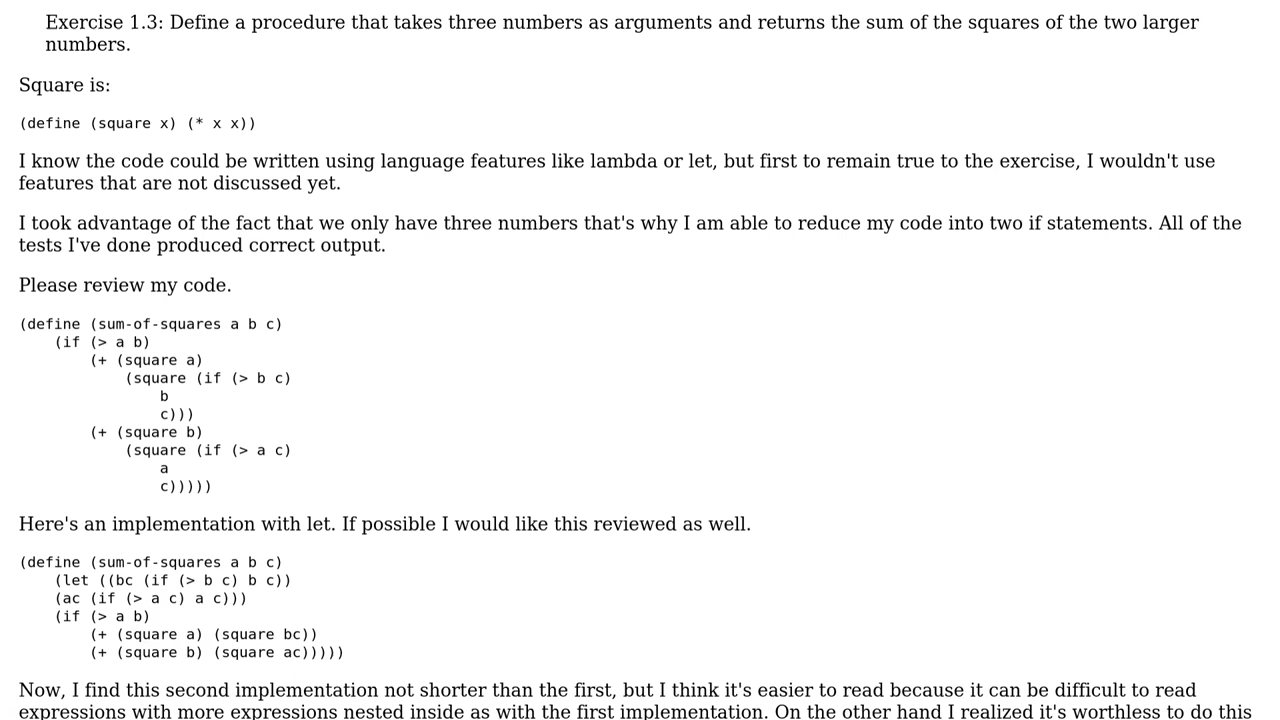 Exercise 1.3: Define a procedure that takes three numbers as arguments and returns the sum of the squares of the two larger
numbers.
Square is:
(define (square x) (* x x))
I know the code could be written using language features like lambda or let, but first to remain true to the exercise, I wouldn't use
features that are not discussed yet.
I took advantage of the fact that we only have three numbers that's why I am able to reduce my code into two if statements. All of the
tests I've done produced correct output.
Please review my code.
(define (sum-of-squares a b c)
    (if (> a b)
        (+ (square a)
            (square (if (> b c)
                b
                c)))
        (+ (square b)
            (square (if (> a c)
                a
                c)))))
Here's an implementation with let. If possible I would like this reviewed as well.
(define (sum-of-squares a b c)
    (let ((bc (if (> b c) b c))
    (ac (if (> a c) a c)))
    (if (> a b)
        (+ (square a) (square bc))
        (+ (square b) (square ac)))))
Now, I find this second implementation not shorter than the first, but I think it's easier to read because it can be difficult to read
expressions with more expressions nested inside as with the first implementation. On the other hand I realized it's worthless to do this